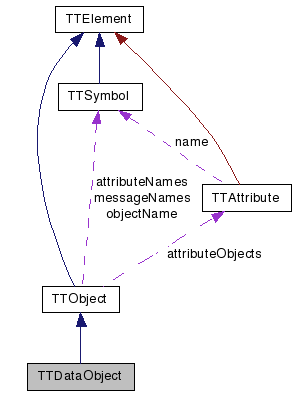 TTElement
TTSymbol
name
attributeNames
messageNames
objectName
TTAttribute
attributeObjects
TTObject
TTDataObject